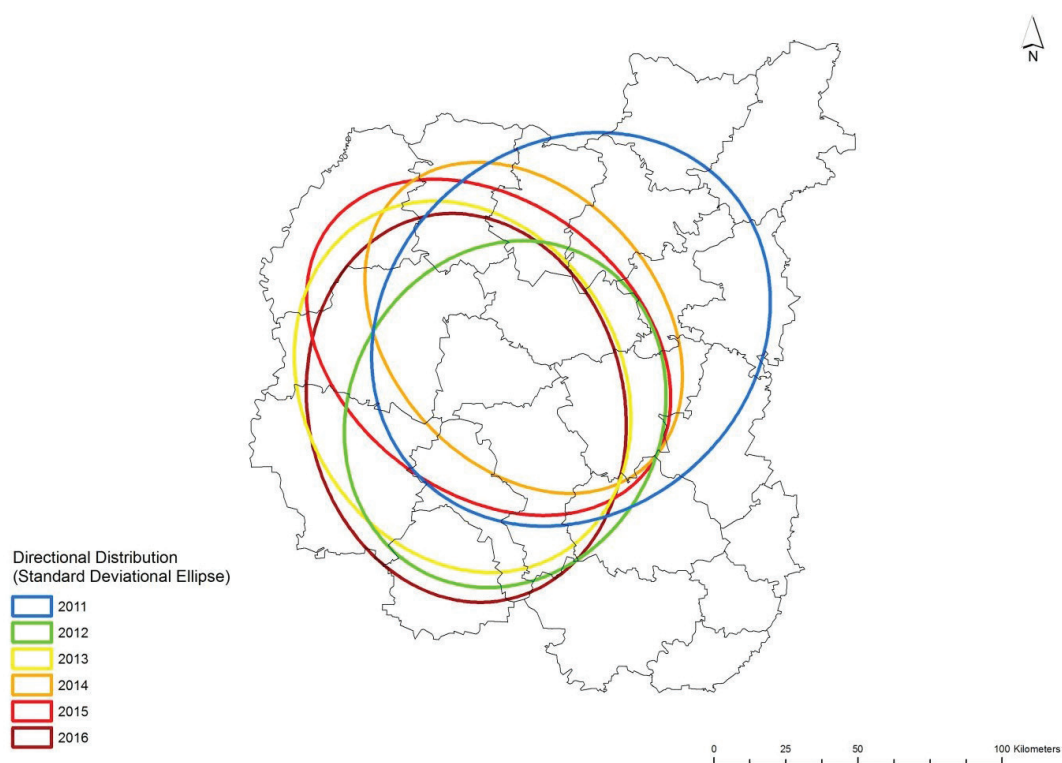 N
Directional Distribution
(Standard Deviational Ellipse)
2011
2012
2013
2014
2015
2016
0 25 50 100 Kilometers